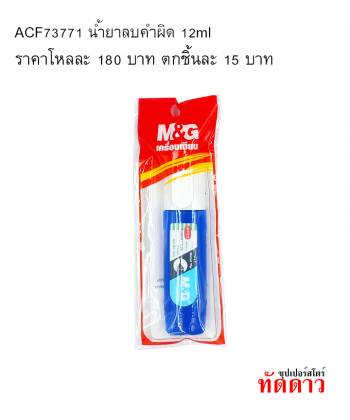 ACF73771 น้ำยาลบคำผิด 12ml
ราคาโหลละ 180 บาท ตกชิ้นละ 15 บาท
M&G
เครื่องเขียน
M&G
ซุปเปอร์สโตร์
ทัดดาว